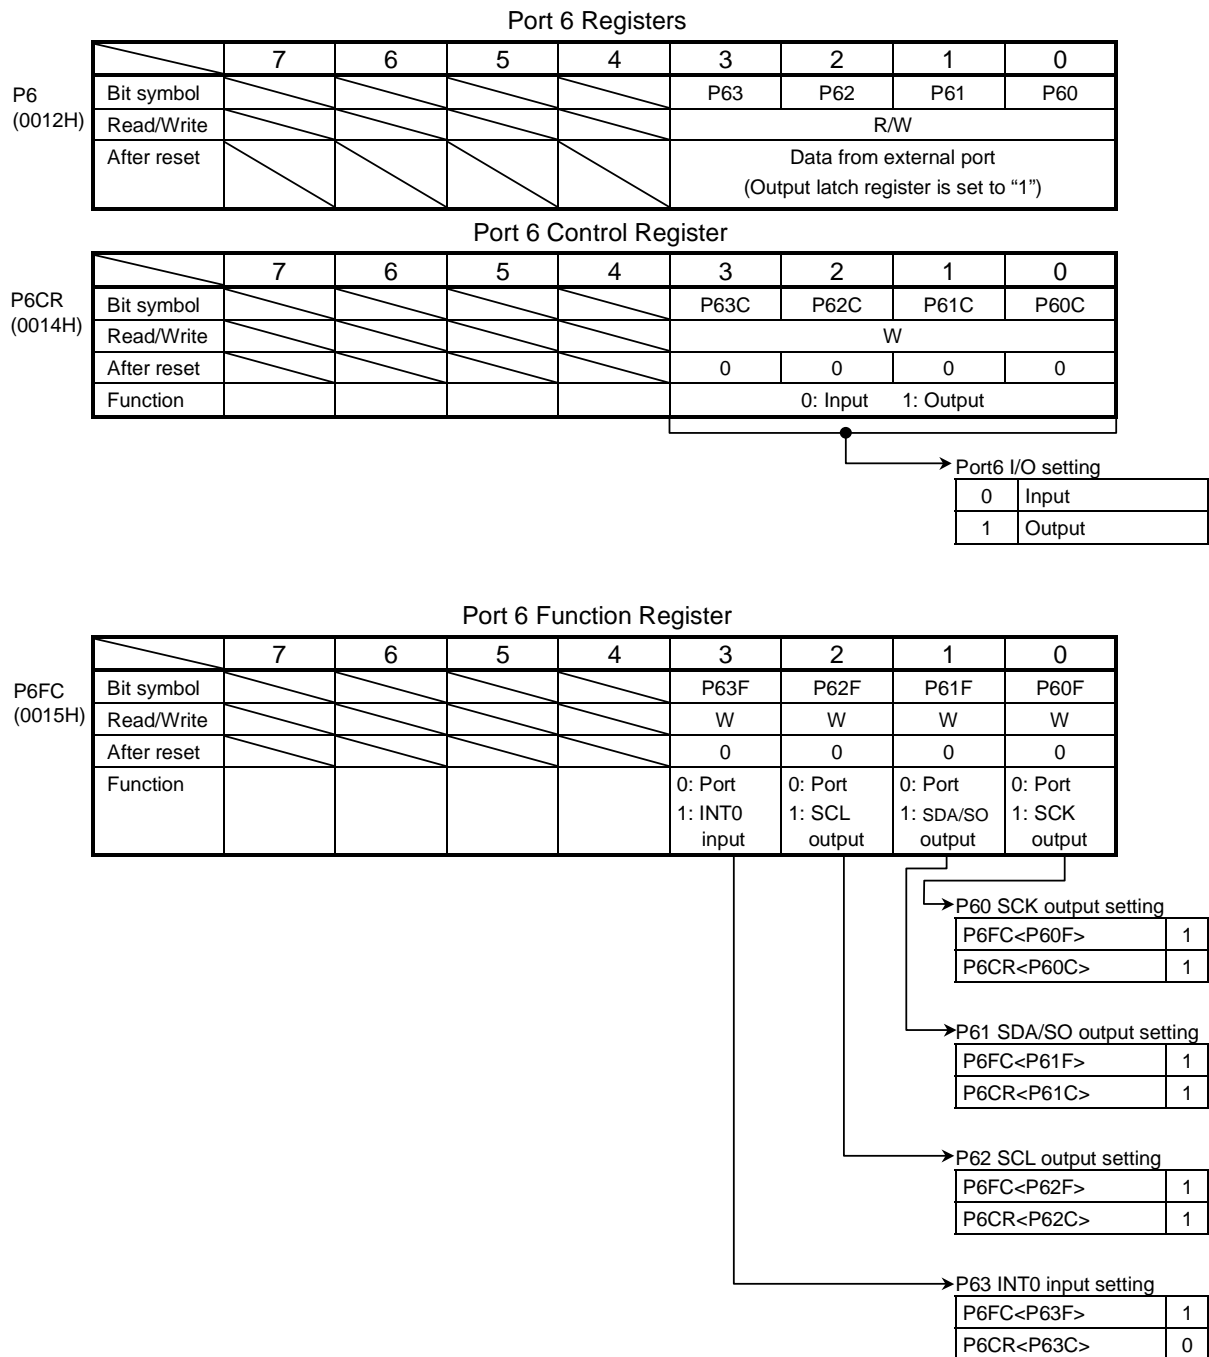 Port 6 Registers
7 6 5 4 3 2 1 0
P6
(0012H)
Bit symbol P63 P62 P61 P60
Read/Write R/W
After reset Data from external port
(Output latch register is set to “1”)
Port 6 Control Register
7 6 5 4 3 2 1 0
P6CR
(0014H)
Bit symbol P63C P62C P61C P60C
Read/Write W
After reset 0 0 0 0
Function 0: Input 1: Output
Port6 I/O setting
0 Input
1 Output
Port 6 Function Register
7 6 5 4 3 2 1 0
P6FC
(0015H)
Bit symbol P63F P62F P61F P60F
Read/Write W W W W
After reset 0 0 0 0
Function 0: Port 0: Port 0: Port 0: Port
1: INT0 1: SCL 1: SDA/SO 1: SCK
input output output output
P60 SCK output setting
P6FC<P60F> 1
P6CR<P60C> 1
P61 SDA/SO output setting
P6FC<P61F> 1
P6CR<P61C> 1
P62 SCL output setting
P6FC<P62F> 1
P6CR<P62C> 1
P63 INT0 input setting
P6FC<P63F> 1
P6CR<P63C> 0